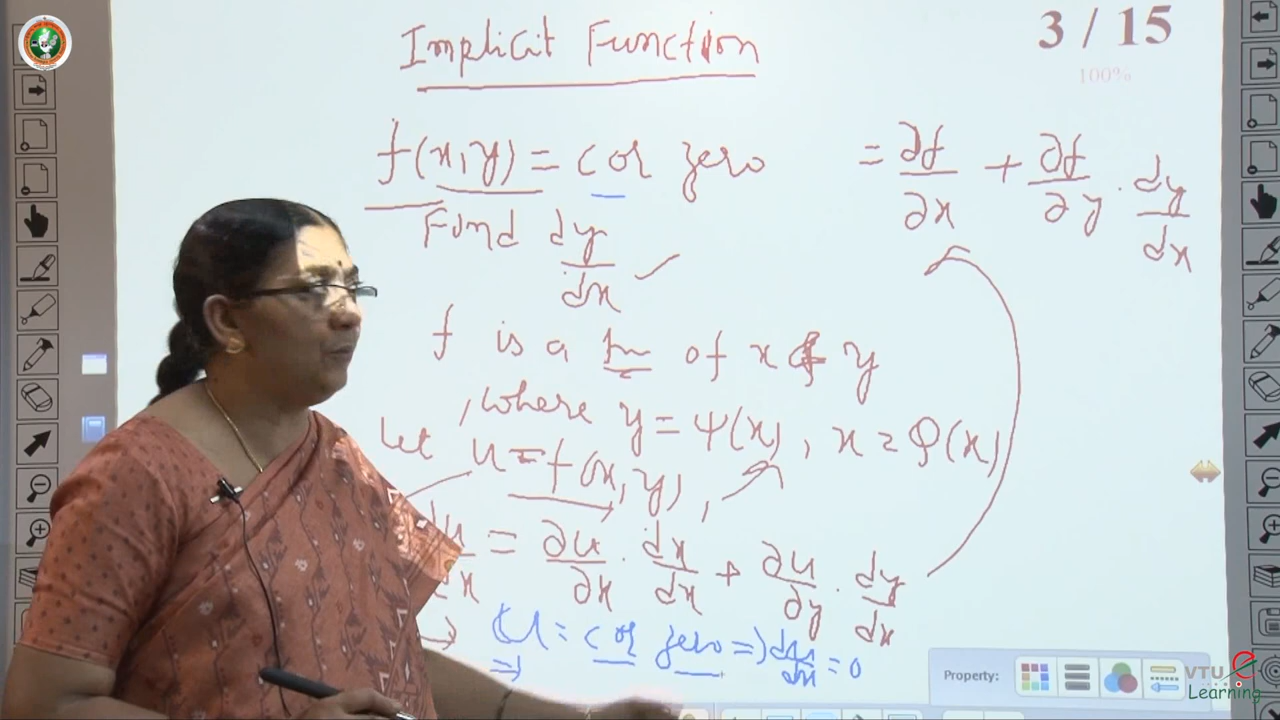 Implicit Function
3 / 15
100%
f(x,y) = c or zero
= ∂f/∂x + ∂f/∂y · dy/dx
Find dy/dx
f is a fn of x & y
, where y = ψ(x), x = φ(x)
Let u = f(x,y),
du/dx = ∂u/∂x · dx/dx + ∂u/∂y · dy/dx
→ u = c or zero ⇒ du/dx = 0
⇒
Property:
VTU e
Learning